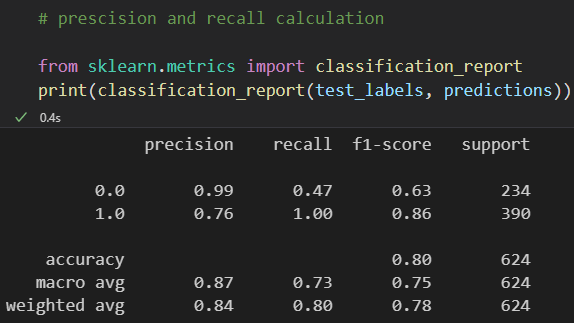 # prescision and recall calculation
from sklearn.metrics import classification_report
print(classification_report(test_labels, predictions))
0.4s
precision recall f1-score support
0.0 0.99 0.47 0.63 234
1.0 0.76 1.00 0.86 390
accuracy 0.80 624
macro avg 0.87 0.73 0.75 624
weighted avg 0.84 0.80 0.78 624